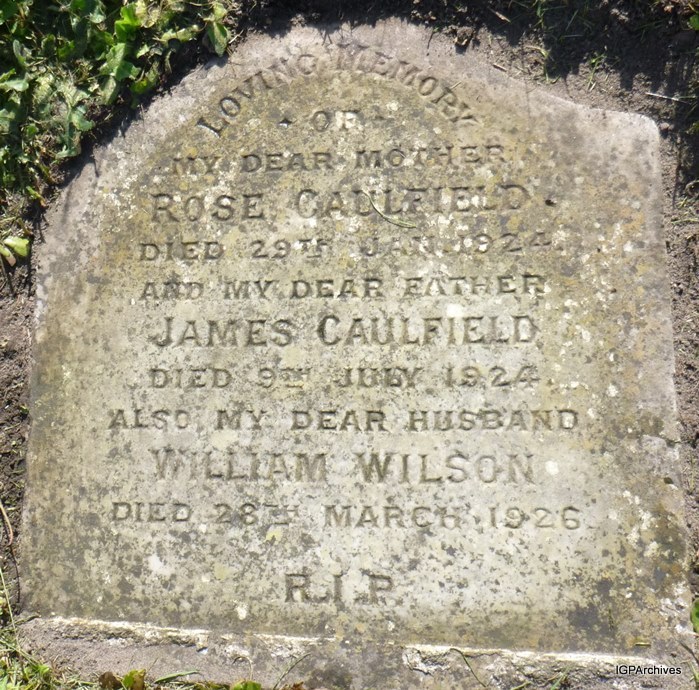 LOVING MEMORY
OF
MY DEAR MOTHER
ROSE CAULFIELD
DIED 29TH JAN. 1924
AND MY DEAR FATHER
JAMES CAULFIELD
DIED 9TH JULY 1924
ALSO MY DEAR HUSBAND
WILLIAM WILSON
DIED 28TH MARCH 1926
R.I.P.
IGPArchives